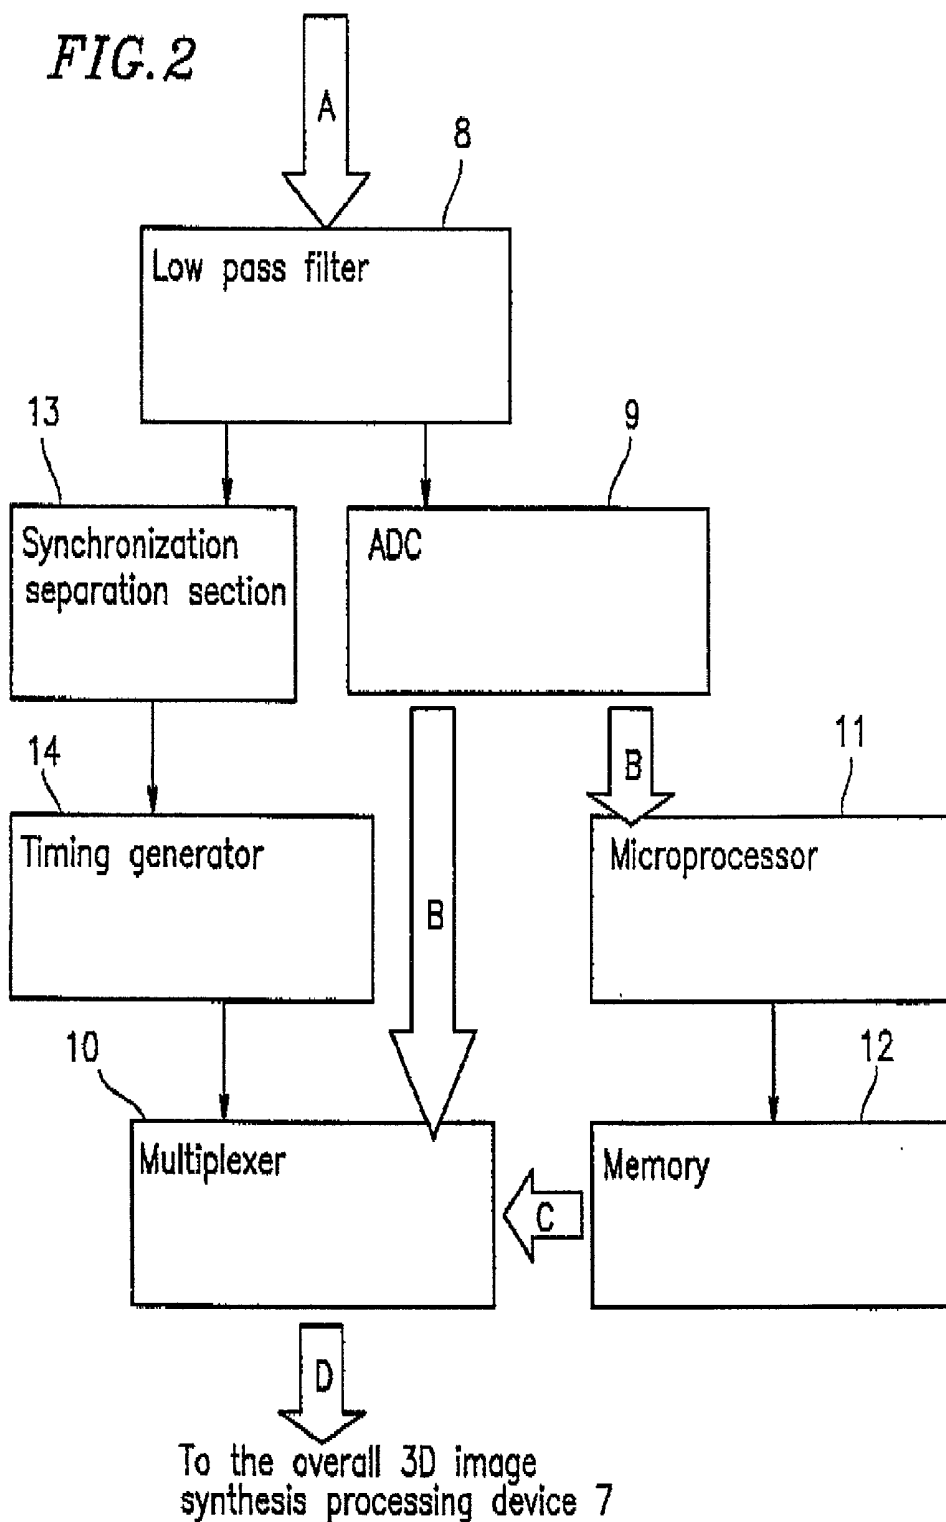 FIG.2
A
8
Low pass filter
13
9
Synchronization
separation section
ADC
14
B
11
Timing generator
B
Microprocessor
10
12
Multiplexer
C
Memory
D
To the overall 3D image
synthesis processing device 7